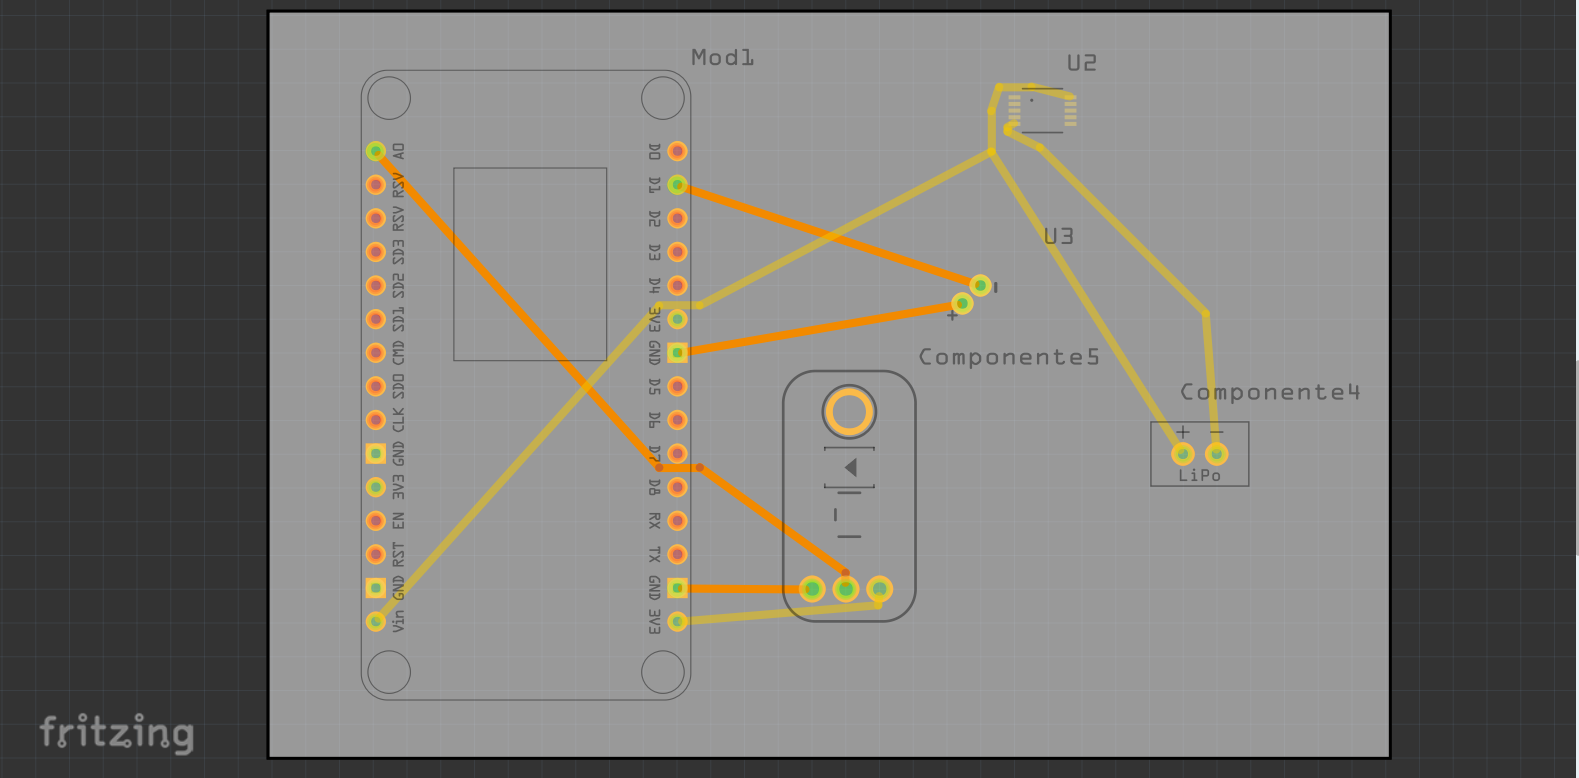 Mod1
U2
A0
RSV
RSV
SD3
SD2
SD1
CMD
SD0
CLK
GND
3V3
EN
RST
GND
Vin
D0
D1
D2
D3
D4
3V3
GND
D5
D6
D7
D8
RX
TX
GND
3V3
U3
-
+
Componente5
Componente4
+ -
LiPo
fritzing